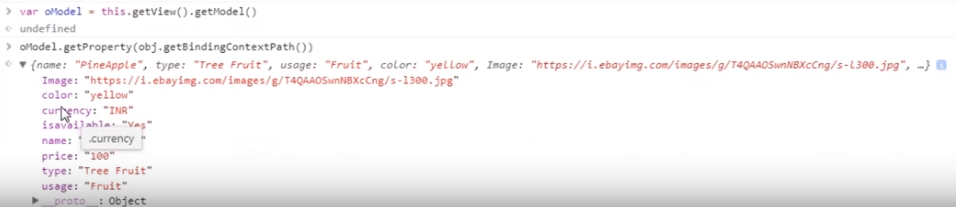 var oModel = this.getView().getModel()
undefined
oModel.getProperty(obj.getBindingContextPath())
{name: "PineApple", type: "Tree Fruit", usage: "Fruit", color: "yellow", Image: "https://i.ebayimg.com/images/g/T4QAAOSwnNBXcCng/s-l300.jpg", …}
Image: "https://i.ebayimg.com/images/g/T4QAAOSwnNBXcCng/s-l300.jpg"
color: "yellow"
currency: "INR"
isavailable: "Yes"
name: "
.currency
price: "100"
type: "Tree Fruit"
usage: "Fruit"
__proto__: Object